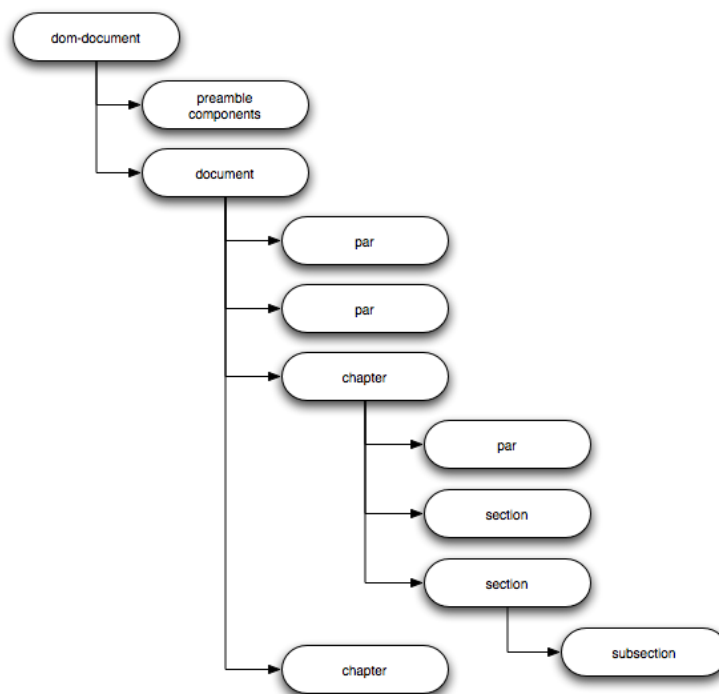 dom-document
preamble
components
document
par
par
chapter
par
section
section
subsection
chapter